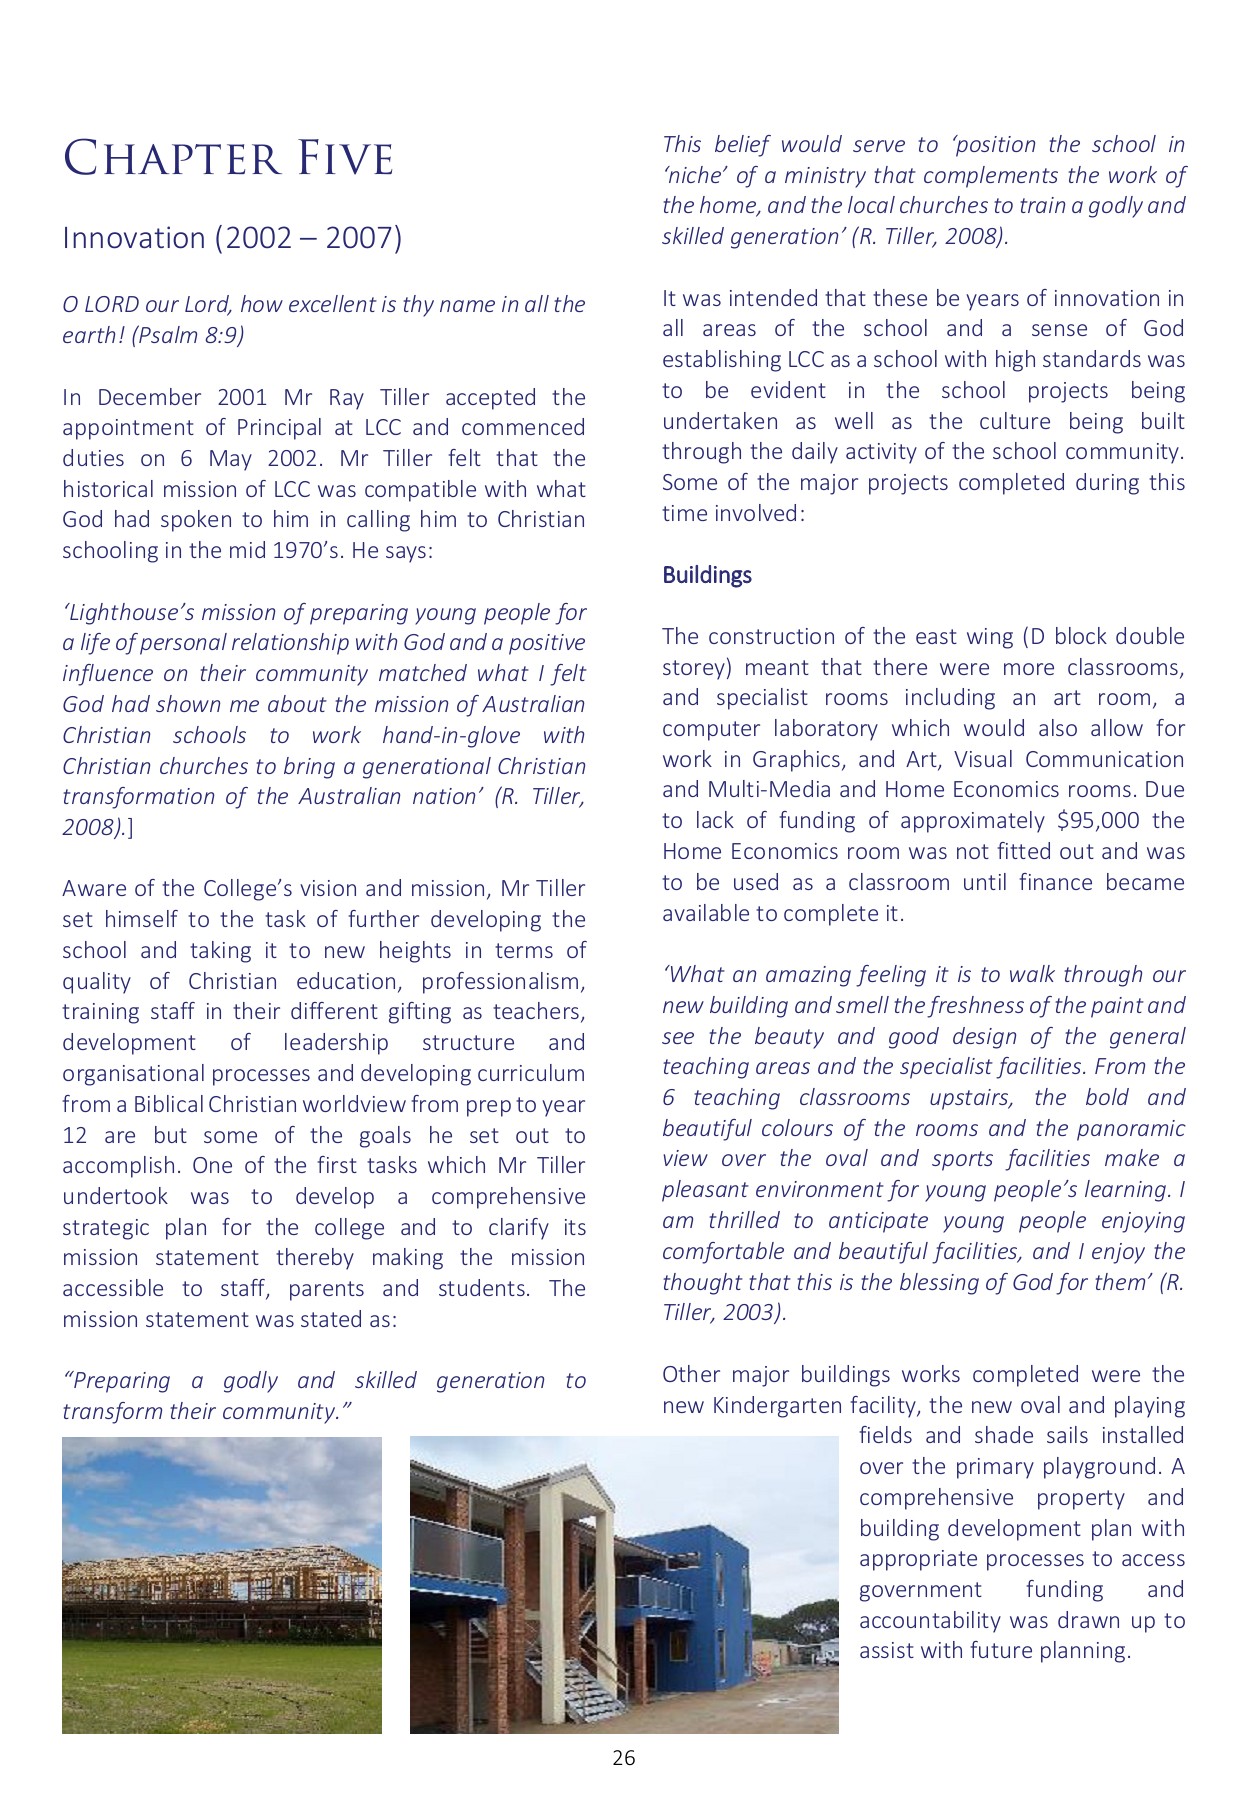 CHAPTER FIVE
Innovation (2002 – 2007)
O LORD our Lord, how excellent is thy name in all the
earth! (Psalm 8:9)
In December 2001 Mr Ray Tiller accepted the
appointment of Principal at LCC and commenced
duties on 6 May 2002. Mr Tiller felt that the
historical mission of LCC was compatible with what
God had spoken to him in calling him to Christian
schooling in the mid 1970’s. He says:
‘Lighthouse’s mission of preparing young people for
a life of personal relationship with God and a positive
influence on their community matched what I felt
God had shown me about the mission of Australian
Christian schools to work hand-in-glove with
Christian churches to bring a generational Christian
transformation of the Australian nation’ (R. Tiller,
2008).]
Aware of the College’s vision and mission, Mr Tiller
set himself to the task of further developing the
school and taking it to new heights in terms of
quality of Christian education, professionalism,
training staff in their different gifting as teachers,
development of leadership structure and
organisational processes and developing curriculum
from a Biblical Christian worldview from prep to year
12 are but some of the goals he set out to
accomplish. One of the first tasks which Mr Tiller
undertook was to develop a comprehensive
strategic plan for the college and to clarify its
mission statement thereby making the mission
accessible to staff, parents and students. The
mission statement was stated as:
“Preparing a godly and skilled generation to
transform their community.”
This belief would serve to ‘position the school in
‘niche’ of a ministry that complements the work of
the home, and the local churches to train a godly and
skilled generation’ (R. Tiller, 2008).
It was intended that these be years of innovation in
all areas of the school and a sense of God
establishing LCC as a school with high standards was
to be evident in the school projects being
undertaken as well as the culture being built
through the daily activity of the school community.
Some of the major projects completed during this
time involved:
Buildings
The construction of the east wing (D block double
storey) meant that there were more classrooms,
and specialist rooms including an art room, a
computer laboratory which would also allow for
work in Graphics, and Art, Visual Communication
and Multi-Media and Home Economics rooms. Due
to lack of funding of approximately $95,000 the
Home Economics room was not fitted out and was
to be used as a classroom until finance became
available to complete it.
‘What an amazing feeling it is to walk through our
new building and smell the freshness of the paint and
see the beauty and good design of the general
teaching areas and the specialist facilities. From the
6 teaching classrooms upstairs, the bold and
beautiful colours of the rooms and the panoramic
view over the oval and sports facilities make a
pleasant environment for young people’s learning. I
am thrilled to anticipate young people enjoying
comfortable and beautiful facilities, and I enjoy the
thought that this is the blessing of God for them’ (R.
Tiller, 2003).
Other major buildings works completed were the
new Kindergarten facility, the new oval and playing
fields and shade sails installed
over the primary playground. A
comprehensive property and
building development plan with
appropriate processes to access
government funding and
accountability was drawn up to
assist with future planning.
26